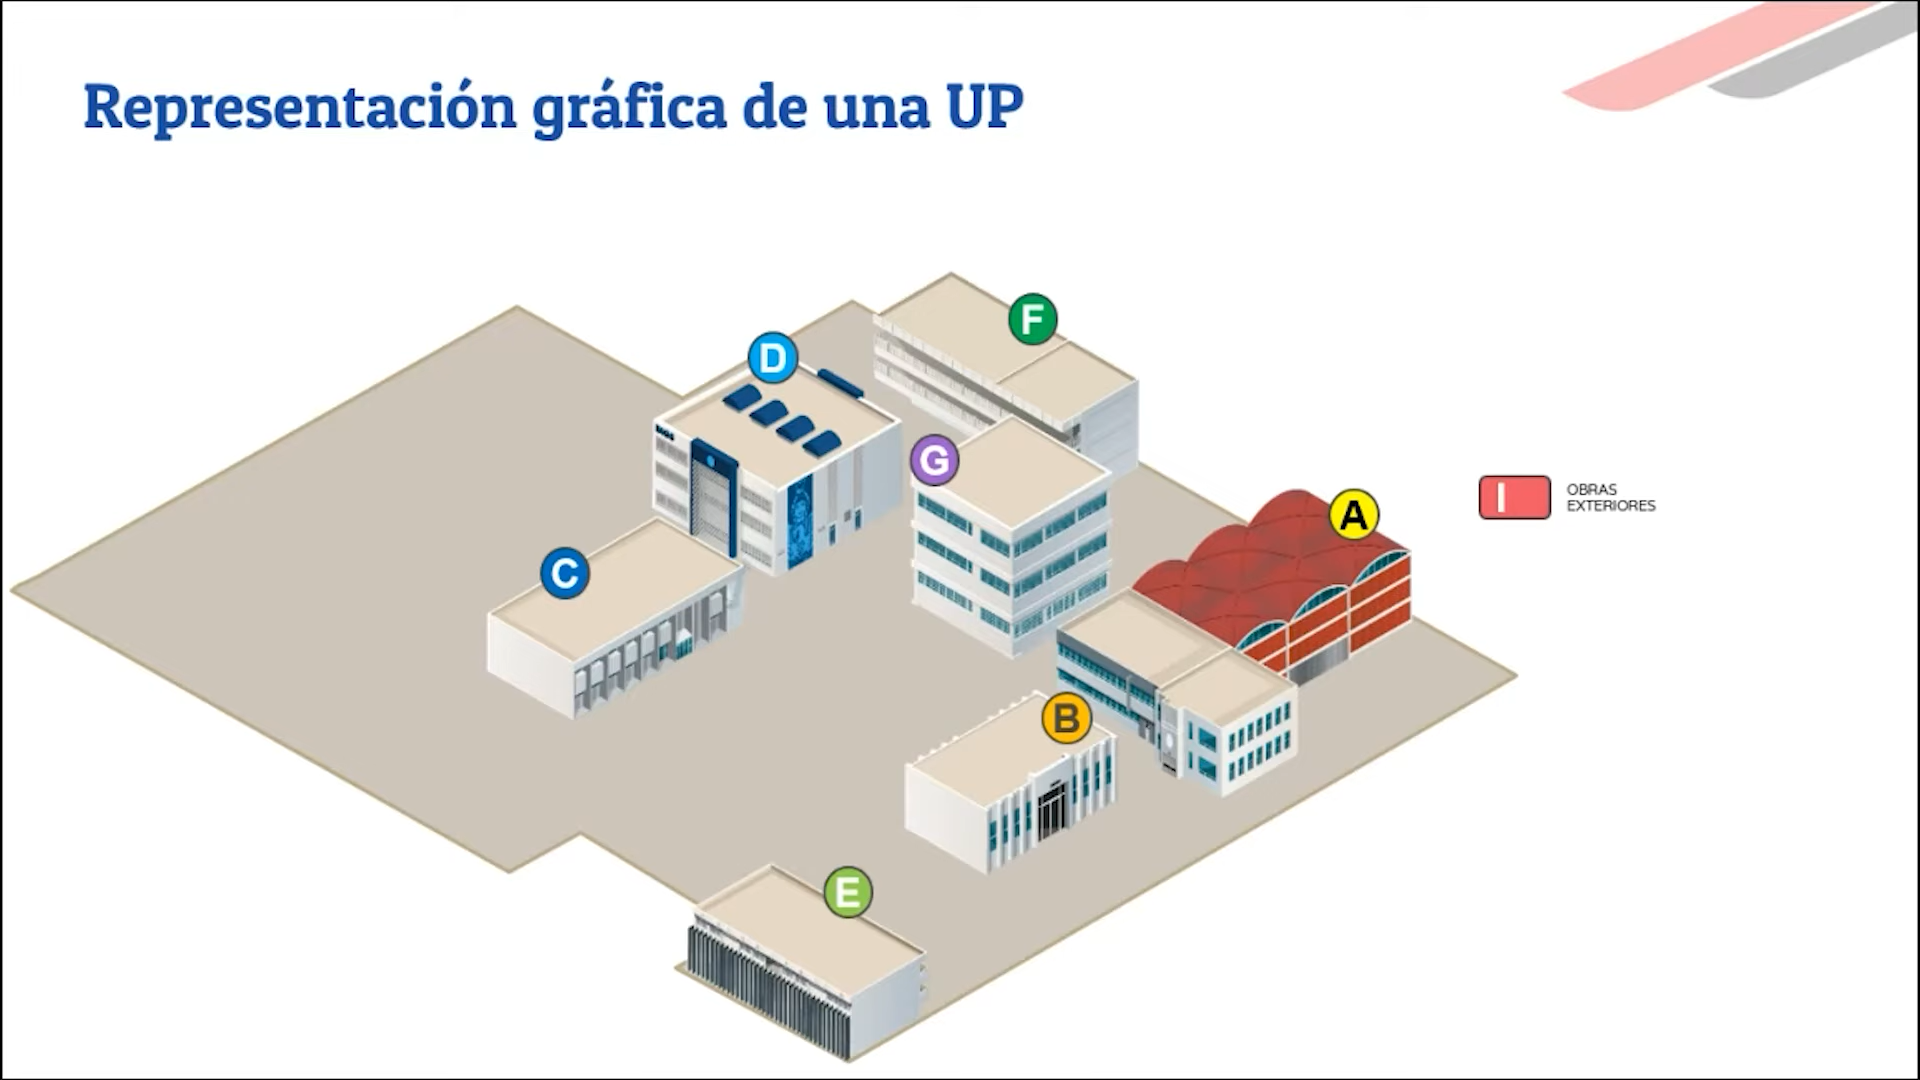 Representación gráfica de una UP
F
D
G
A
I
OBRAS
EXTERIORES
C
B
E